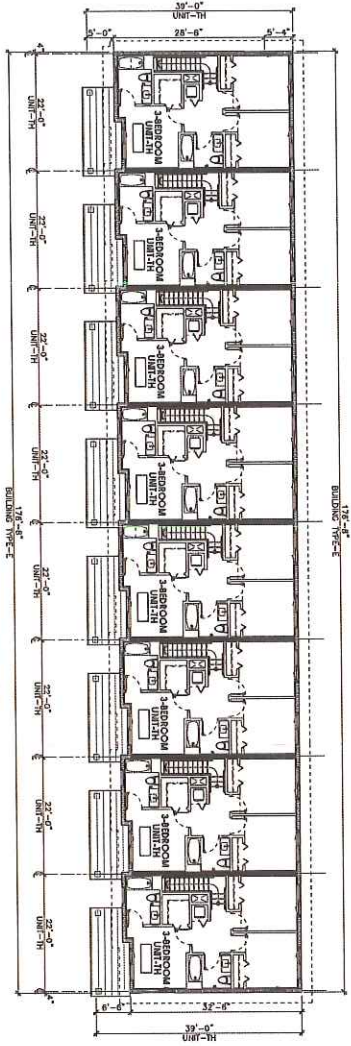 39'-0"
UNIT-TH
5'-0"
28'-6"
5'-4"
176'-8"
BUILDING TYPE-E
4"
22'-0"
UNIT-TH
3-BEDROOM
UNIT-TH
22'-0"
UNIT-TH
3-BEDROOM
UNIT-TH
22'-0"
UNIT-TH
3-BEDROOM
UNIT-TH
22'-0"
UNIT-TH
3-BEDROOM
UNIT-TH
22'-0"
UNIT-TH
3-BEDROOM
UNIT-TH
22'-0"
UNIT-TH
3-BEDROOM
UNIT-TH
22'-0"
UNIT-TH
3-BEDROOM
UNIT-TH
22'-0"
UNIT-TH
3-BEDROOM
UNIT-TH
4"
176'-8"
BUILDING TYPE-E
6'-6"
32'-6"
39'-0"
UNIT-TH